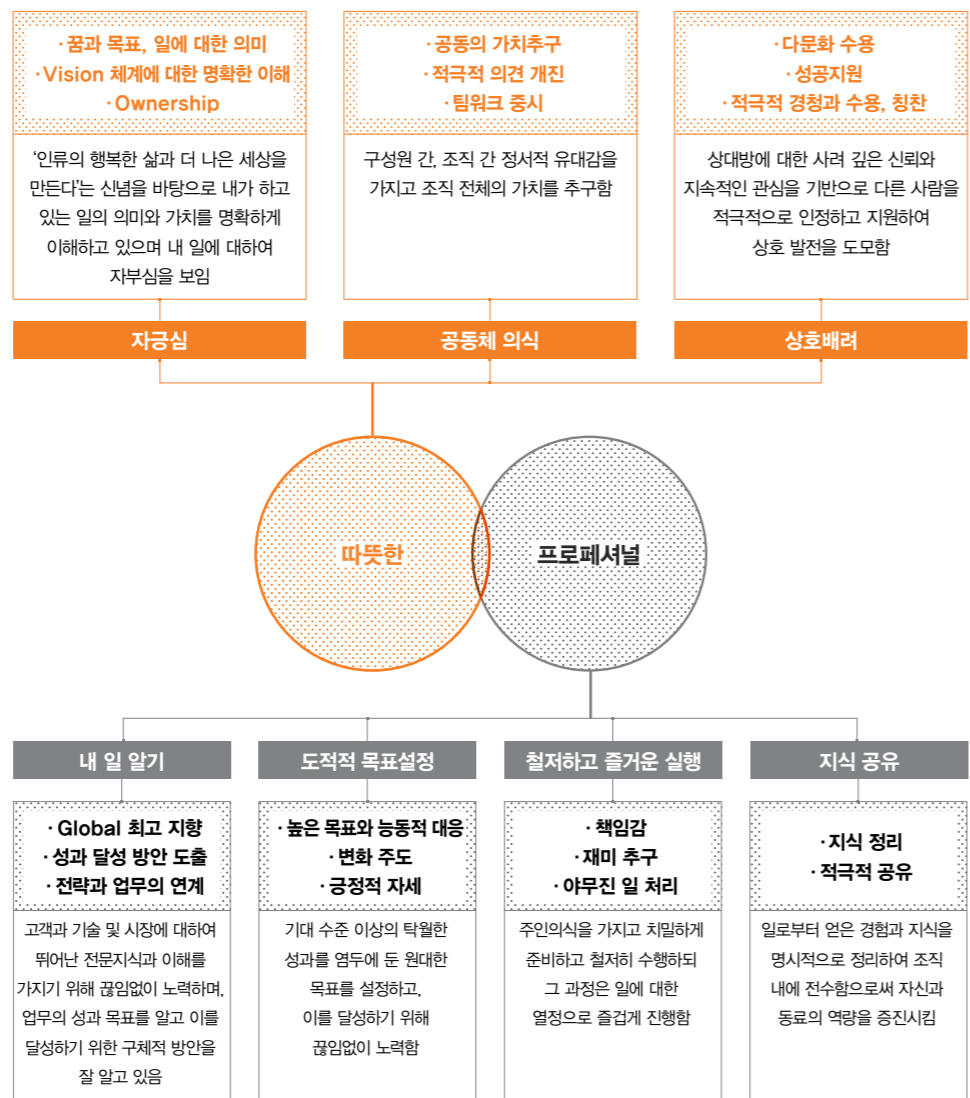 ·꿈과 목표, 일에 대한 의미
·Vision 체계에 대한 명확한 이해
·Ownership
'인류의 행복한 삶과 더 나은 세상을
만든다'는 신념을 바탕으로 내가 하고
있는 일의 의미와 가치를 명확하게
이해하고 있으며 내 일에 대하여
자부심을 보임
자긍심
·공동의 가치추구
·적극적 의견 개진
·팀워크 중시
구성원 간, 조직 간 정서적 유대감을
가지고 조직 전체의 가치를 추구함
공동체 의식
·다문화 수용
·성공지원
·적극적 경청과 수용, 칭찬
상대방에 대한 사려 깊은 신뢰와
지속적인 관심을 기반으로 다른 사람을
적극적으로 인정하고 지원하여
상호 발전을 도모함
상호배려
따뜻한
프로페셔널
내 일 알기
·Global 최고 지향
·성과 달성 방안 도출
·전략과 업무의 연계
고객과 기술 및 시장에 대하여
뛰어난 전문지식과 이해를
가지기 위해 끊임없이 노력하며,
업무의 성과 목표를 알고 이를
달성하기 위한 구체적 방안을
잘 알고 있음
도적적 목표설정
·높은 목표와 능동적 대응
·변화 주도
·긍정적 자세
기대 수준 이상의 탁월한
성과를 염두에 둔 원대한
목표를 설정하고,
이를 달성하기 위해
끊임없이 노력함
철저하고 즐거운 실행
·책임감
·재미 추구
·야무진 일 처리
주인의식을 가지고 치밀하게
준비하고 철저히 수행하되
그 과정은 일에 대한
열정으로 즐겁게 진행함
지식 공유
·지식 정리
·적극적 공유
일로부터 얻은 경험과 지식을
명시적으로 정리하여 조직
내에 전수함으로써 자신과
동료의 역량을 증진시킴